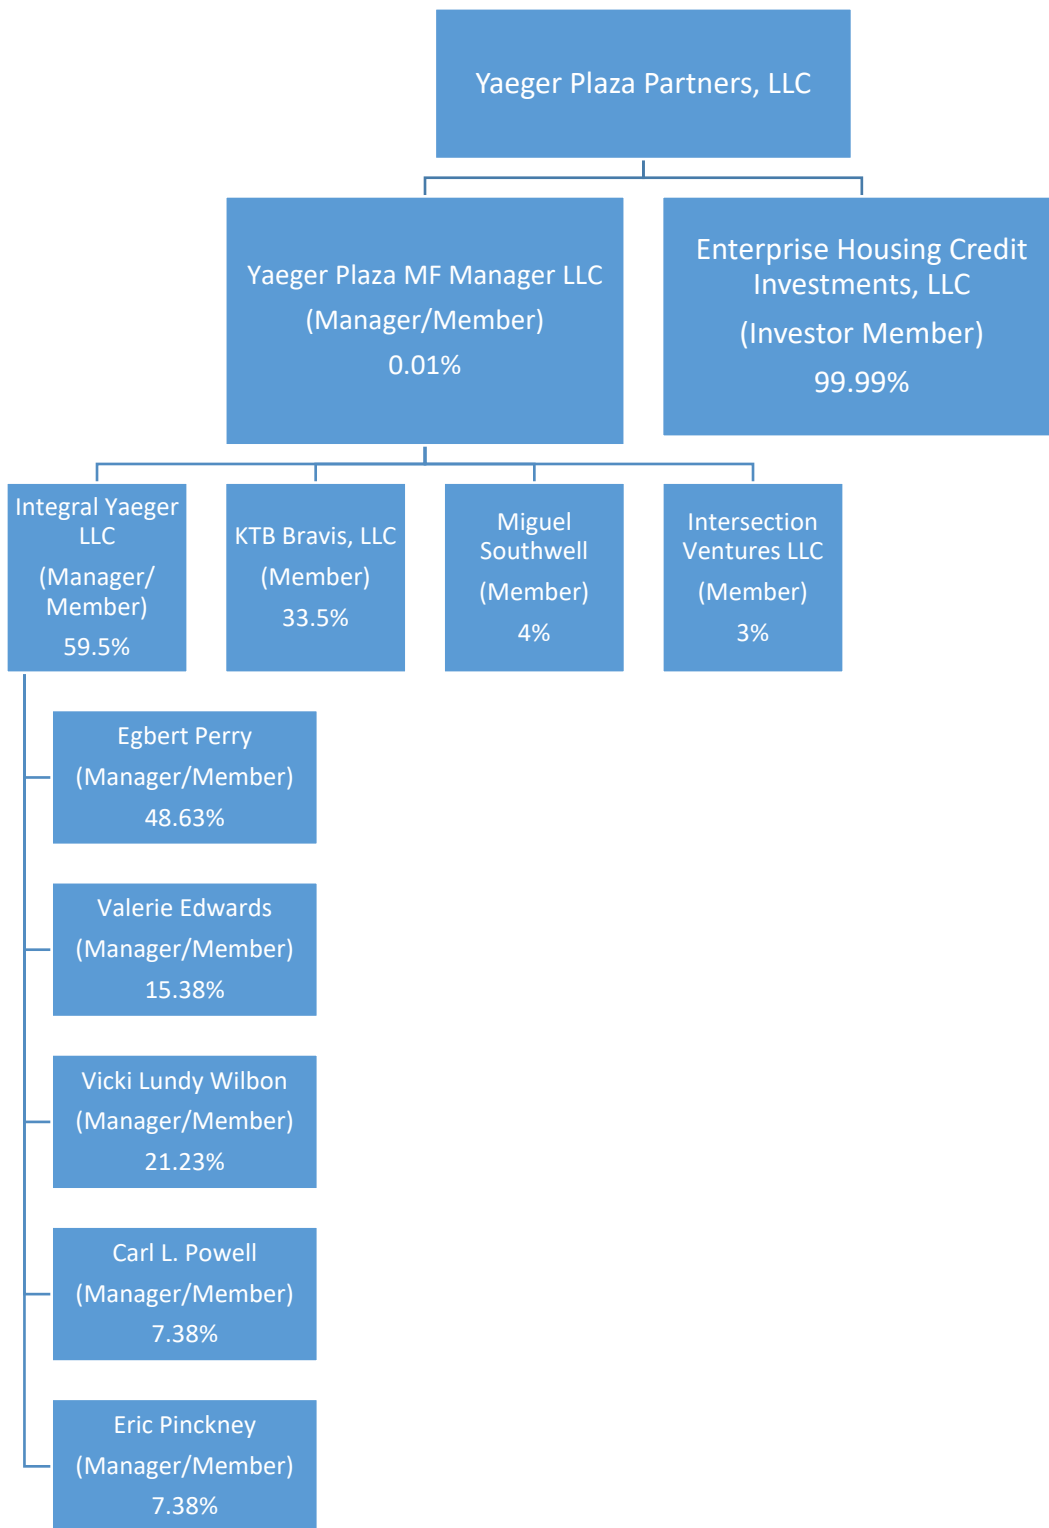 Yaeger Plaza Partners, LLC
Yaeger Plaza MF Manager LLC
(Manager/Member)
0.01%
Enterprise Housing Credit
Investments, LLC
(Investor Member)
99.99%
Integral Yaeger
LLC
(Manager/
Member)
59.5%
KTB Bravis, LLC
(Member)
33.5%
Miguel
Southwell
(Member)
4%
Intersection
Ventures LLC
(Member)
3%
Egbert Perry
(Manager/Member)
48.63%
Valerie Edwards
(Manager/Member)
15.38%
Vicki Lundy Wilbon
(Manager/Member)
21.23%
Carl L. Powell
(Manager/Member)
7.38%
Eric Pinckney
(Manager/Member)
7.38%